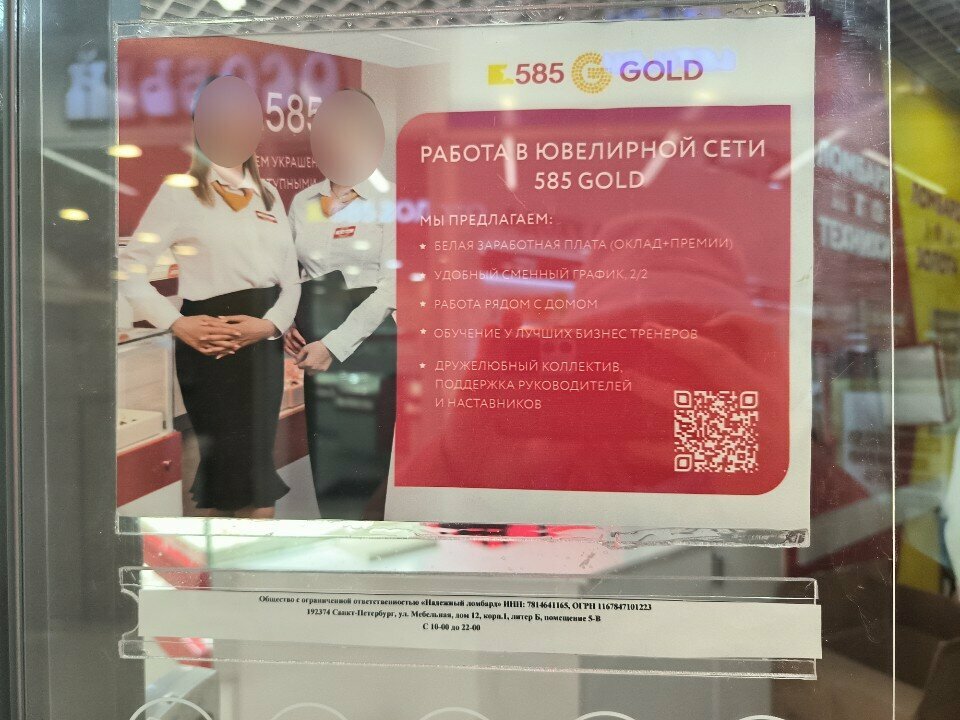 585 GOLD
585
РАБОТА В ЮВЕЛИРНОЙ СЕТИ
585 GOLD
МЫ ПРЕДЛАГАЕМ:
БЕЛАЯ ЗАРАБОТНАЯ ПЛАТА (ОКЛАД+ПРЕМИИ)
УДОБНЫЙ СМЕННЫЙ ГРАФИК, 2/2
РАБОТА РЯДОМ С ДОМОМ
ОБУЧЕНИЕ У ЛУЧШИХ БИЗНЕС ТРЕНЕРОВ
ДРУЖЕЛЮБНЫЙ КОЛЛЕКТИВ,
ПОДДЕРЖКА РУКОВОДИТЕЛЕЙ
И НАСТАВНИКОВ
Общество с ограниченной ответственностью «Надежный ломбард» ИНН: 7814641165, ОГРН 1167847101223
192374 Санкт-Петербург, ул. Мебельная, дом 12, корп.1, литер Б, помещение 5-В
С 10-00 до 22-00